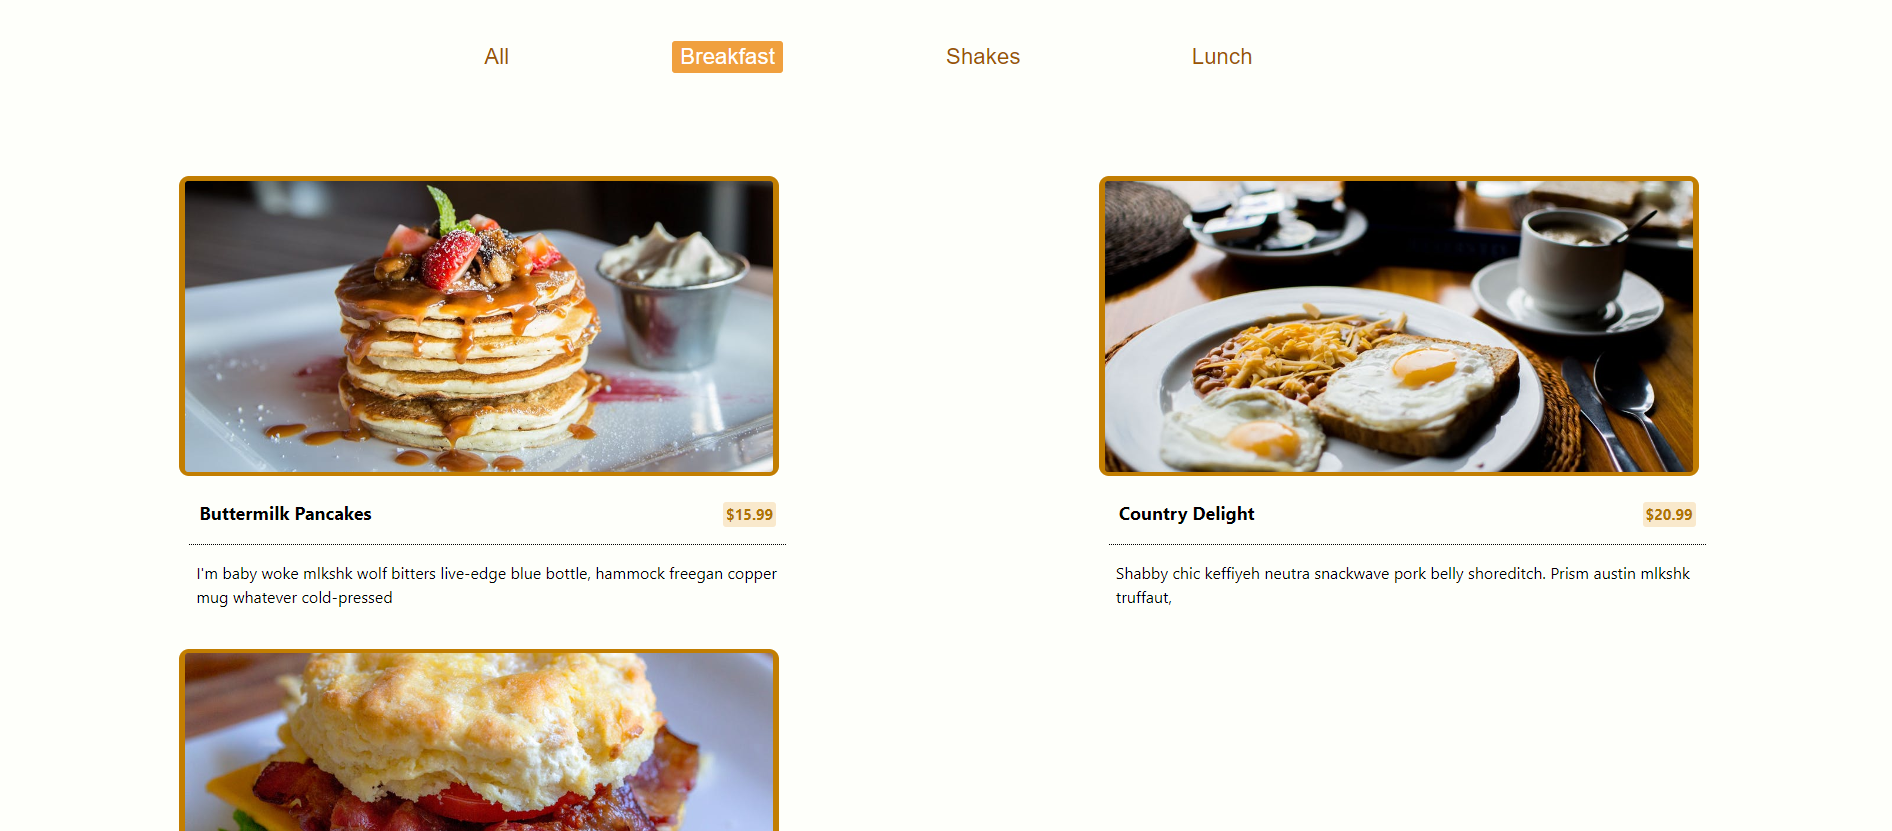 All Breakfast Shakes Lunch
Buttermilk Pancakes $15.99
I'm baby woke mlkshk wolf bitters live-edge blue bottle, hammock freegan copper
mug whatever cold-pressed
Country Delight $20.99
Shabby chic keffiyeh neutra snackwave pork belly shoreditch. Prism austin mlkshk
truffaut,